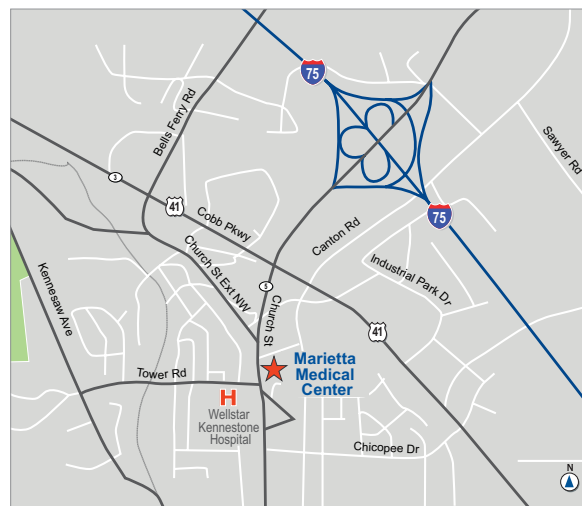 75
Bells Ferry Rd
Sawyer Rd
3
41
Cobb Pkwy
75
Canton Rd
Church St Ext NW
Industrial Park Dr
Kennesaw Ave
5
Church St
41
Marietta
Medical
Center
Tower Rd
H
Wellstar
Kennestone
Hospital
Chicopee Dr
N